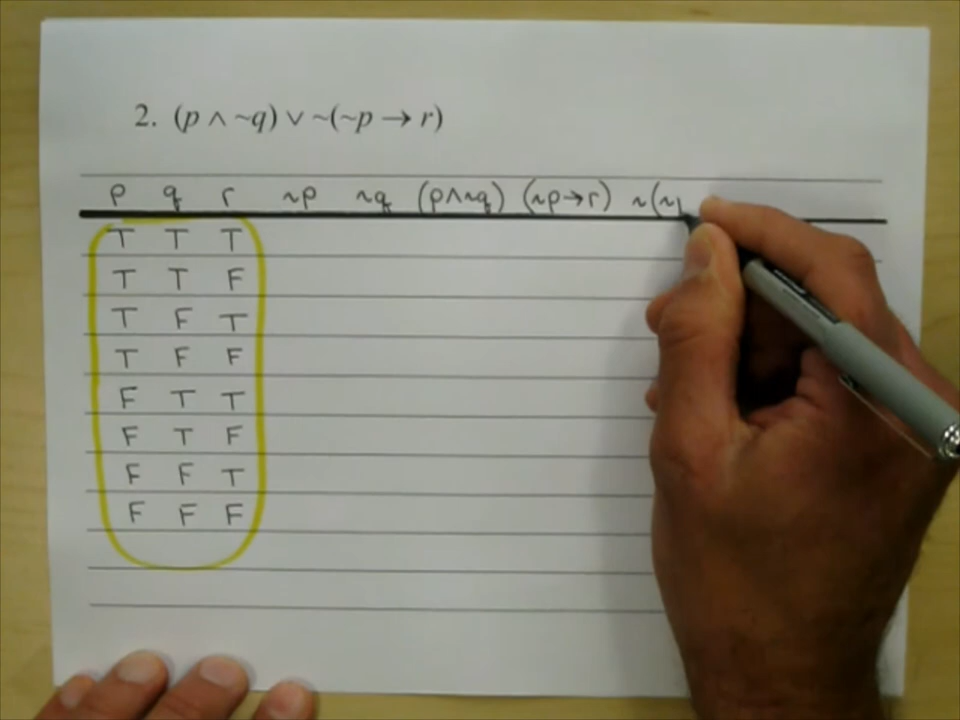 2. (p ∧ ~q) ∨ ~(~p → r)
p q r ~p ~q (p∧~q) (~p→r) ~(~
T T T
T T F
T F T
T F F
F T T
F T F
F F T
F F F